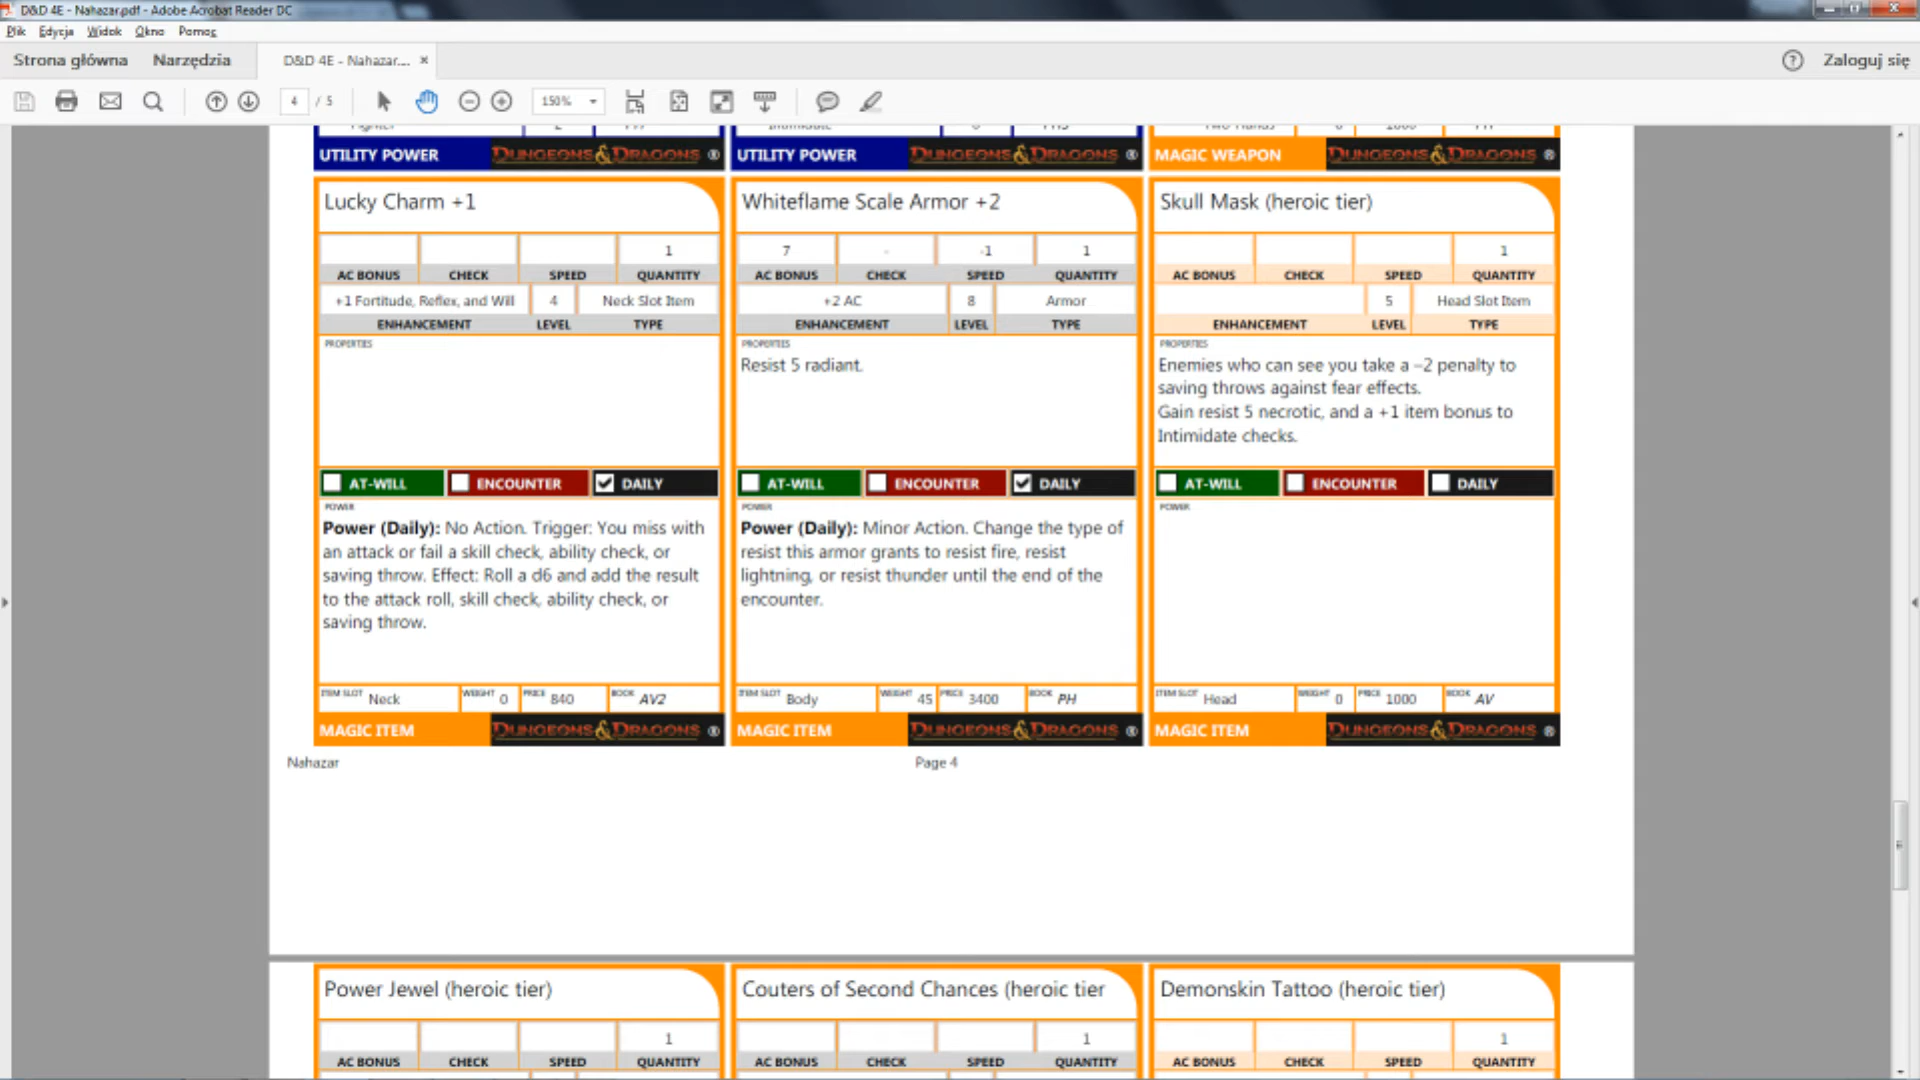 D&D 4E - Nahazar.pdf - Adobe Acrobat Reader DC
Plik Edycja Widok Okno Pomoc
Strona główna Narzędzia D&D 4E - Nahazar.... × ? Zaloguj się
4 / 5 150%
UTILITY POWER DUNGEONS & DRAGONS ® UTILITY POWER DUNGEONS & DRAGONS ® MAGIC WEAPON DUNGEONS & DRAGONS ®
Lucky Charm +1
1
AC BONUS CHECK SPEED QUANTITY
+1 Fortitude, Reflex, and Will 4 Neck Slot Item
ENHANCEMENT LEVEL TYPE
PROPERTIES
AT-WILL ENCOUNTER DAILY
POWER
Power (Daily): No Action. Trigger: You miss with
an attack or fail a skill check, ability check, or
saving throw. Effect: Roll a d6 and add the result
to the attack roll, skill check, ability check, or
saving throw.
ITEM SLOT Neck WEIGHT 0 PRICE 840 BOOK AV2
MAGIC ITEM DUNGEONS & DRAGONS ®
Whiteflame Scale Armor +2
7 - -1 1
AC BONUS CHECK SPEED QUANTITY
+2 AC 8 Armor
ENHANCEMENT LEVEL TYPE
PROPERTIES
Resist 5 radiant.
AT-WILL ENCOUNTER DAILY
POWER
Power (Daily): Minor Action. Change the type of
resist this armor grants to resist fire, resist
lightning, or resist thunder until the end of the
encounter.
ITEM SLOT Body WEIGHT 45 PRICE 3400 BOOK PH
MAGIC ITEM DUNGEONS & DRAGONS ®
Skull Mask (heroic tier)
1
AC BONUS CHECK SPEED QUANTITY
5 Head Slot Item
ENHANCEMENT LEVEL TYPE
PROPERTIES
Enemies who can see you take a –2 penalty to
saving throws against fear effects.
Gain resist 5 necrotic, and a +1 item bonus to
Intimidate checks.
AT-WILL ENCOUNTER DAILY
POWER
ITEM SLOT Head WEIGHT 0 PRICE 1000 BOOK AV
MAGIC ITEM DUNGEONS & DRAGONS ®
Nahazar Page 4
Power Jewel (heroic tier)
1
AC BONUS CHECK SPEED QUANTITY
Couters of Second Chances (heroic tier
1
AC BONUS CHECK SPEED QUANTITY
Demonskin Tattoo (heroic tier)
1
AC BONUS CHECK SPEED QUANTITY